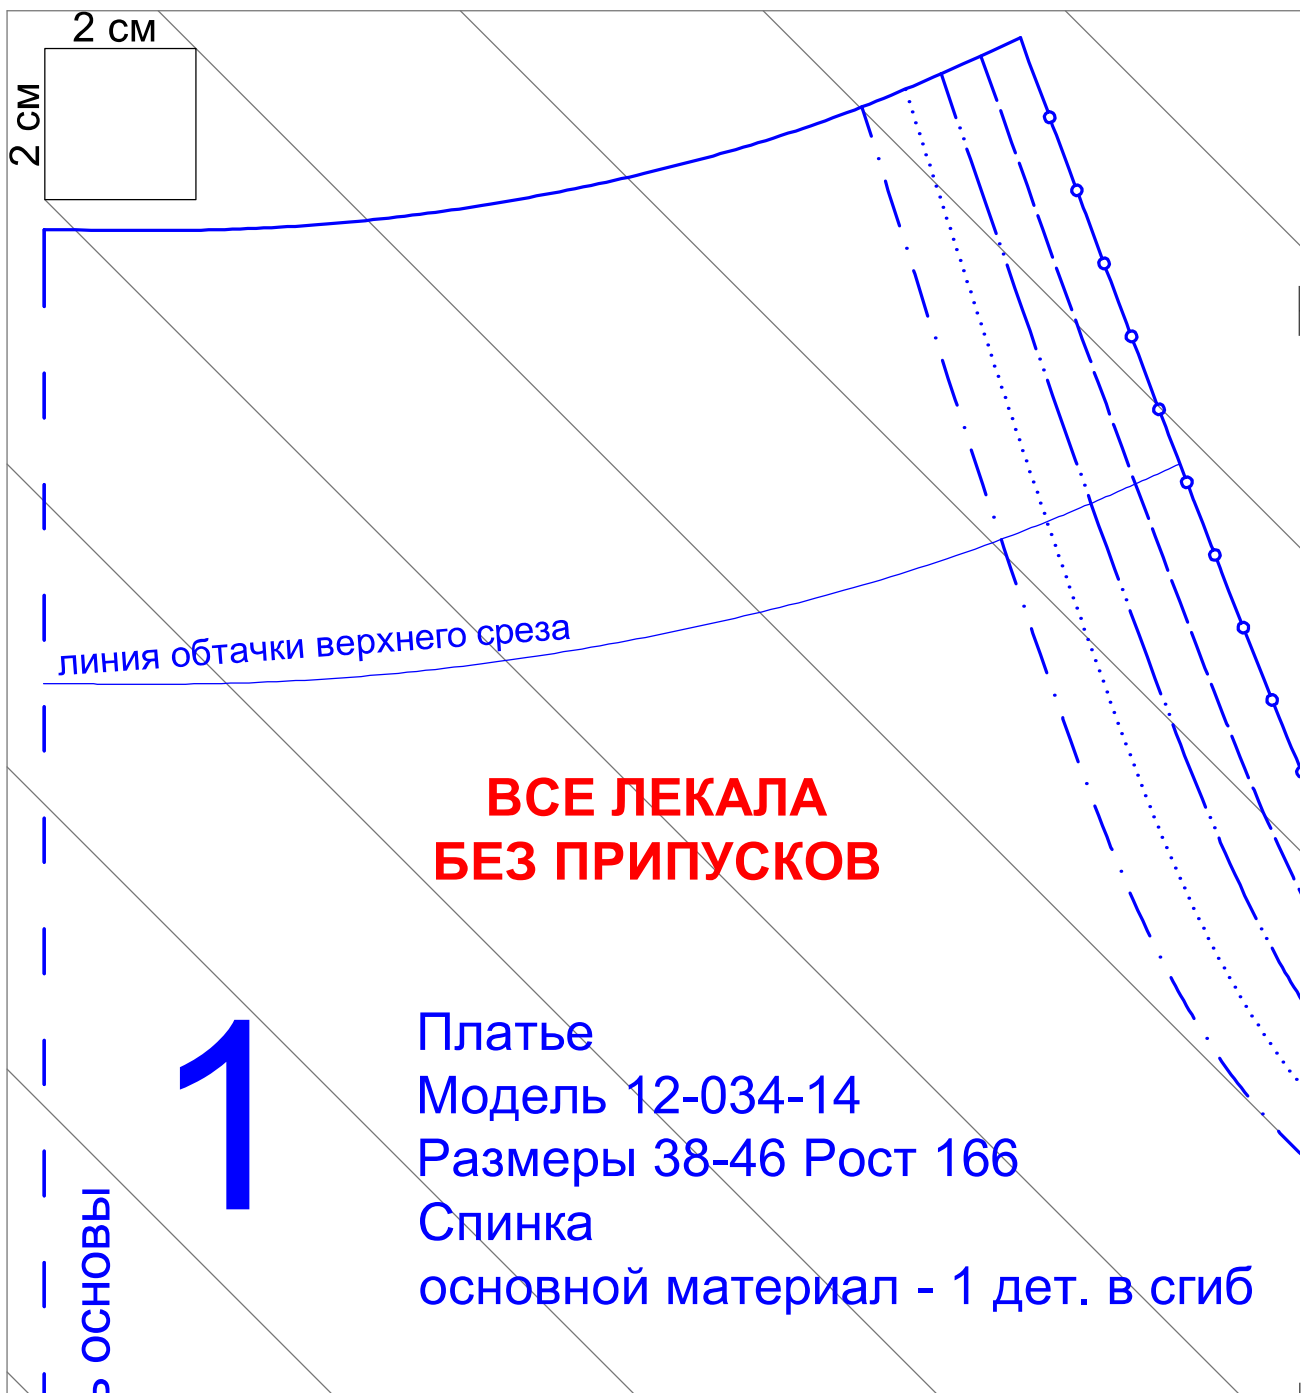 2 см
2 см
линия обтачки верхнего среза
ВСЕ ЛЕКАЛА
БЕЗ ПРИПУСКОВ
1
Платье
Модель 12-034-14
Размеры 38-46 Рост 166
Спинка
основной материал - 1 дет. в сгиб
основы